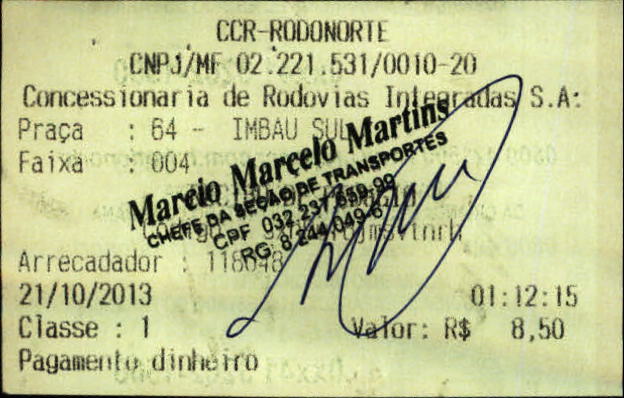 CCR-RODONORTE
CNPJ/MF 02.221.531/0010-20
Concessionaria de Rodovias Integradas S.A.
Praça : 64 - IMBAU SUL
Faixa : 004
Marcio Marcelo Martins
CHEFE DA SEÇÃO DE TRANSPORTES
CPF 032.237.659-99
RG: 8.244.049-6
Arrecadador : 118648
21/10/2013 01:12:15
Classe : 1 Valor: R$ 8,50
Pagamento dinheiro